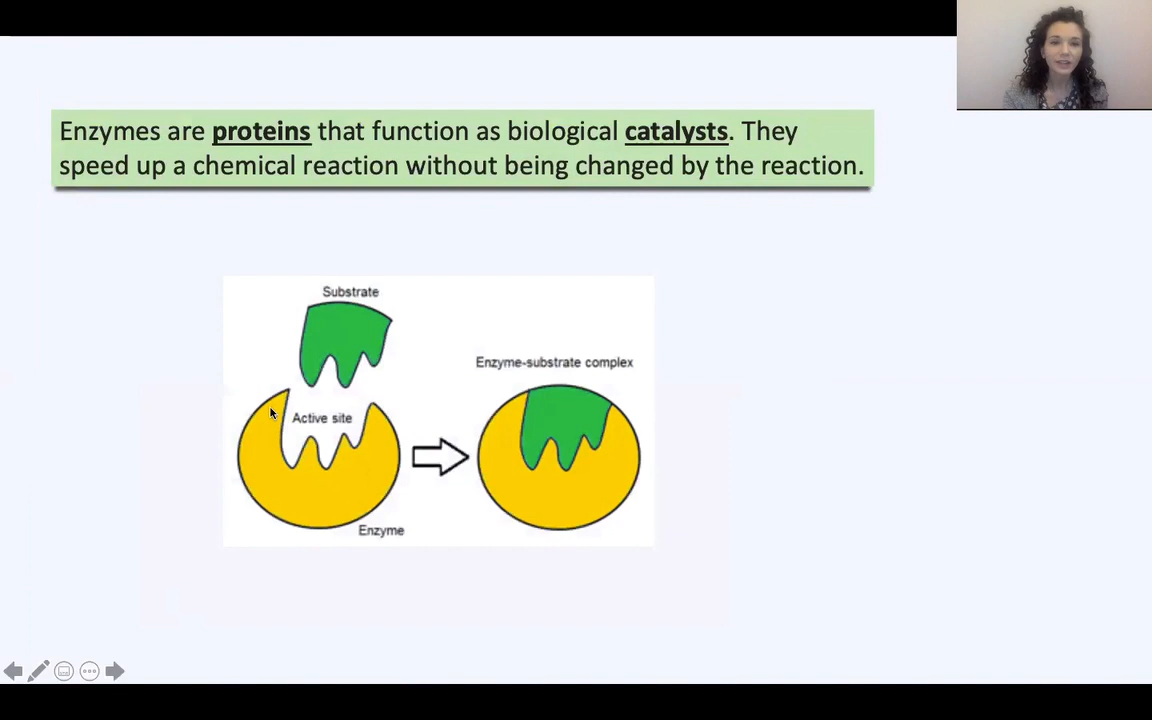 Enzymes are proteins that function as biological catalysts. They
speed up a chemical reaction without being changed by the reaction.
Substrate
Enzyme-substrate complex
Active site
Enzyme